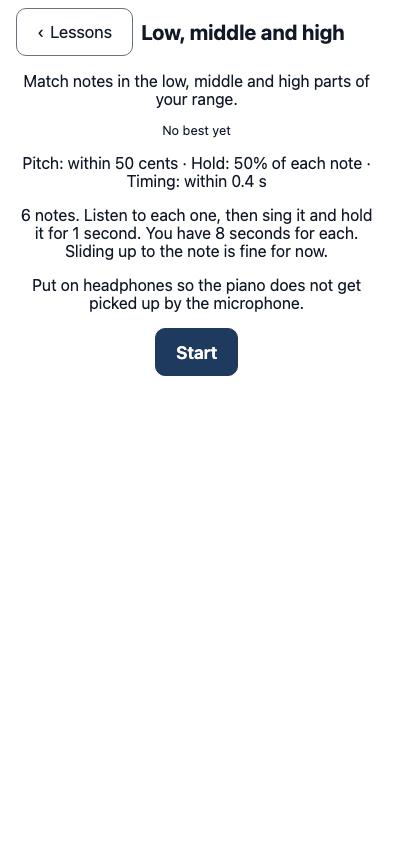 ‹ Lessons
Low, middle and high
Match notes in the low, middle and high parts of
your range.
No best yet
Pitch: within 50 cents · Hold: 50% of each note ·
Timing: within 0.4 s
6 notes. Listen to each one, then sing it and hold
it for 1 second. You have 8 seconds for each.
Sliding up to the note is fine for now.
Put on headphones so the piano does not get
picked up by the microphone.
Start